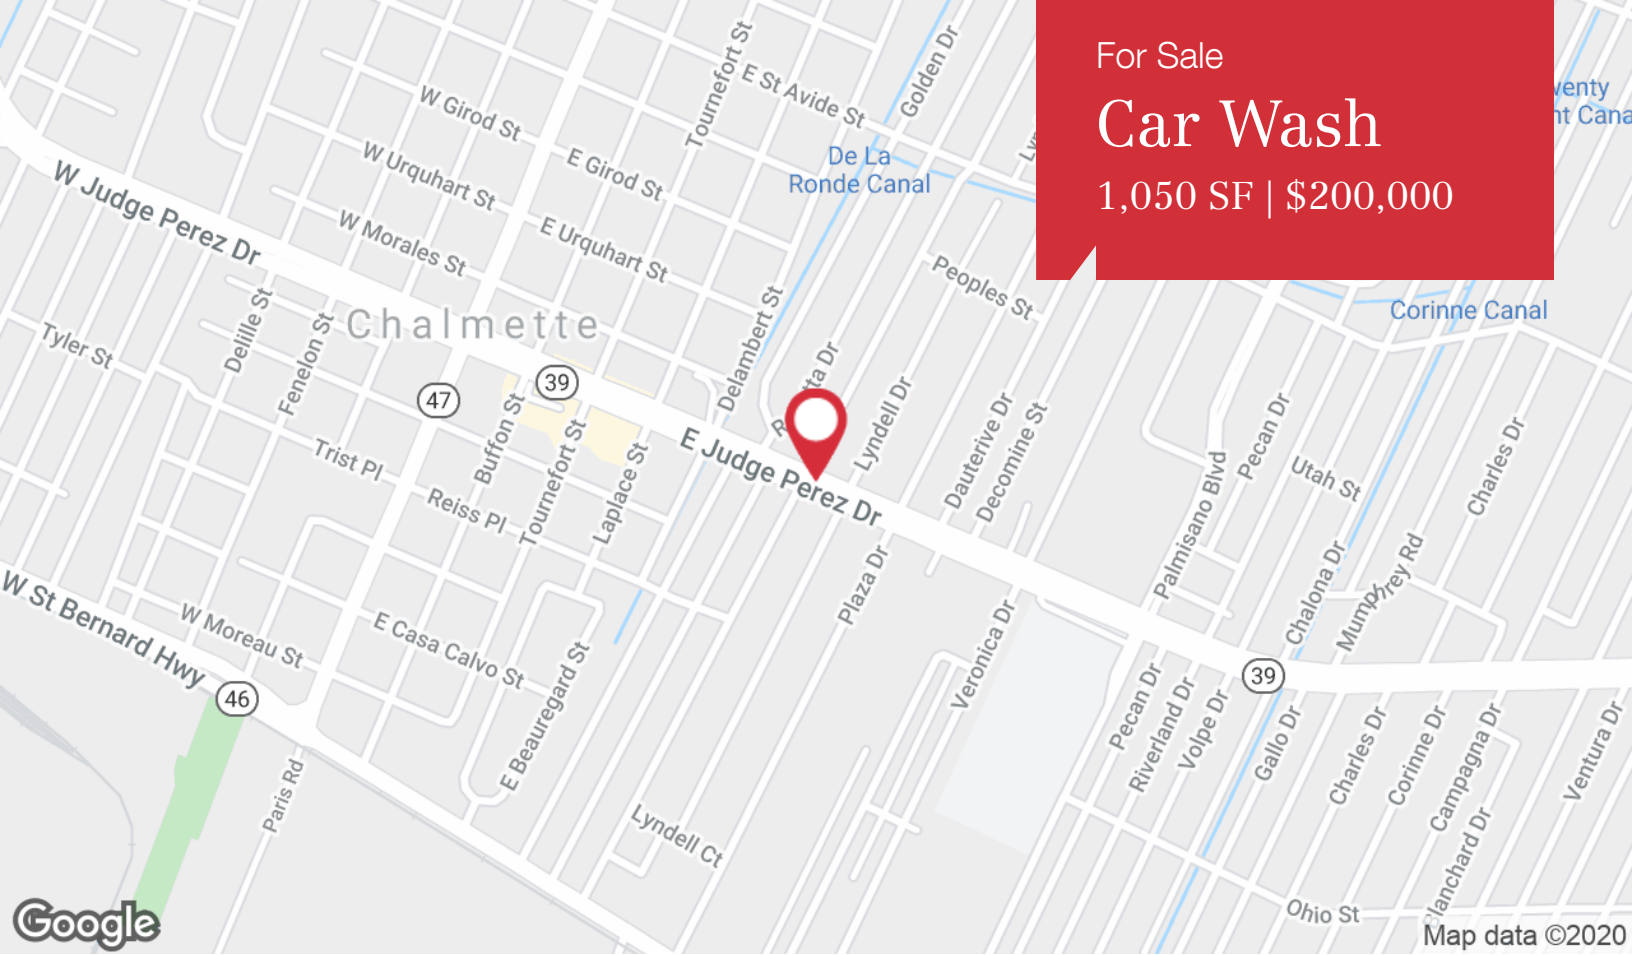 For Sale
Car Wash
1,050 SF | $200,000
Golden Dr
Tournefort St
E St Avide St
W Girod St
E Girod St
De La
Ronde Canal
W Urquhart St
E Urquhart St
W Judge Perez Dr
W Morales St
Peoples St
Corinne Canal
Chalmette
Delille St
Fenelon St
Tyler St
Delambert St
39
47
Lyndell Dr
Buffon St
Tournefort St
Laplace St
E Judge Perez Dr
Dauterive Dr
Decomine St
Pecan Dr
Palmisano Blvd
Utah St
Charles Dr
Trist Pl
Reiss Pl
Plaza Dr
Chalona Dr
Mumphrey Rd
W St Bernard Hwy
W Moreau St
E Casa Calvo St
Veronica Dr
46
39
E Beauregard St
Pecan Dr
Riverland Dr
Volpe Dr
Gallo Dr
Charles Dr
Corinne Dr
Campagna Dr
Ventura Dr
Paris Rd
Lyndell Ct
Blanchard Dr
Ohio St
Google
Map data ©2020